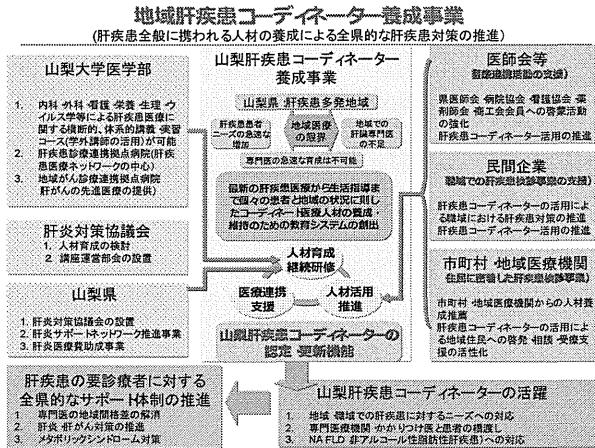 地域肝疾患コーディネーター養成事業
(肝疾患全般に携われる人材の養成による全県的な肝疾患対策の推進)
山梨大学医学部
1. 内科・外科・看護・栄養・生理・ウ
イルス学等による肝疾患医療に
関する横断的、体系的講義・実習
コース(学外講師の活用)が可能
2. 肝疾患診療連携拠点病院(肝疾
患医療ネットワークの中心)
3. 地域がん診療連携拠点病院
肝がんの先進医療の提供)
肝炎対策協議会
1. 人材育成の検討
2. 講座運営部会の設置
山梨県
1. 肝炎対策協議会の設置
2. 肝炎サポートネットワーク推進事業
3. 肝炎医療費助成事業
山梨肝疾患コーディネーター
養成事業
山梨県 肝疾患多発地域
肝疾患患者
ニーズの急速な
増加
地域医療
の限界
地域での
肝臓専門医
の不足
専門医の急速な育成は不可能
最新の肝疾患医療から生活指導まで
個々の患者と地域の状況に則し
たコーディネート医療人材の養成・
維持のための教育システムの創出
人材育成
継続研修
医療連携
支援
人材活用
推進
山梨肝疾患コーディネーターの
認定・更新機能
医師会等
医療連携活動の支援)
県医師会・病院協会・看護協会・薬
剤師会・商工会会員への啓発活動
の強化
肝疾患コーディネーター活用の推進
民間企業
職域での肝疾患検診事業の支援)
肝疾患コーディネーターの活用によ
る職域における肝疾患対策の推進
肝疾患コーディネーター活用の推進
市町村・地域医療機関
住民に密着した肝疾患検診事業)
市町村・地域医療機関からの人材養
成推薦
肝疾患コーディネーターの活用によ
る地域住民への啓発・相談・受療支
援の活性化
肝疾患の要診療者に対する
全県的なサポート体制の推進
1. 専門医の地域間格差の解消
2. 肝炎・肝がん対策の推進
3. メタボリックシンドローム対策
山梨肝疾患コーディネーターの活躍
1. 地域・職域での肝疾患に対するニーズへの対応
2. 専門医療機関・かかりつけ医と患者の橋渡し
3. NAFLD 非アルコール性脂肪性肝疾患)への対応